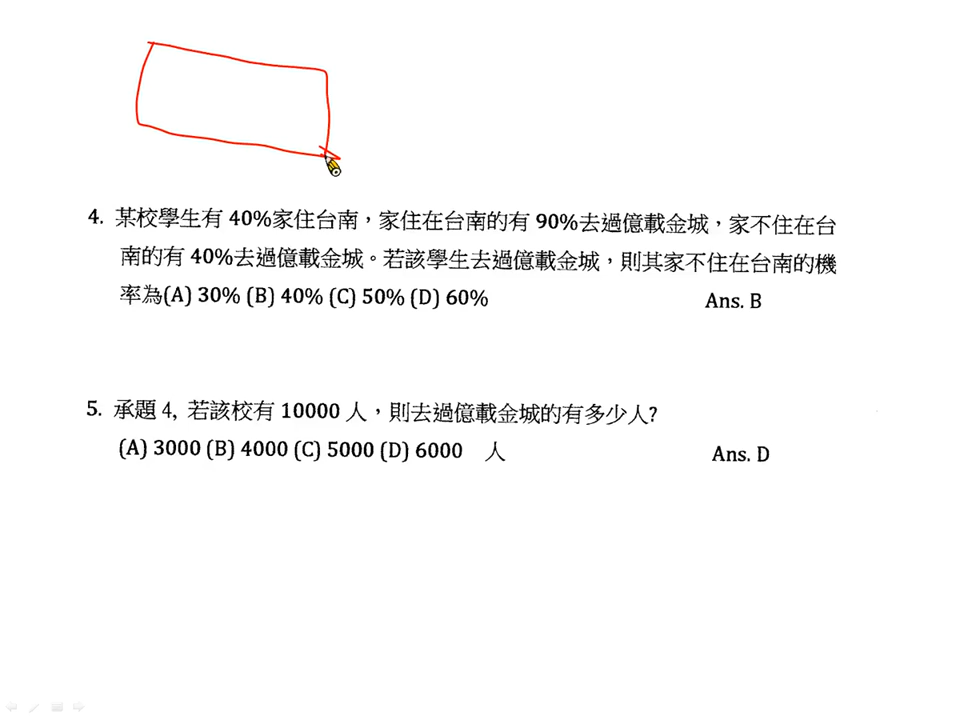 4. 某校學生有 40%家住台南，家住在台南的有 90%去過億載金城，家不住在台
南的有 40%去過億載金城。若該學生去過億載金城，則其家不住在台南的機
率為(A) 30% (B) 40% (C) 50% (D) 60% Ans. B
5. 承題 4, 若該校有 10000 人，則去過億載金城的有多少人?
(A) 3000 (B) 4000 (C) 5000 (D) 6000 人 Ans. D